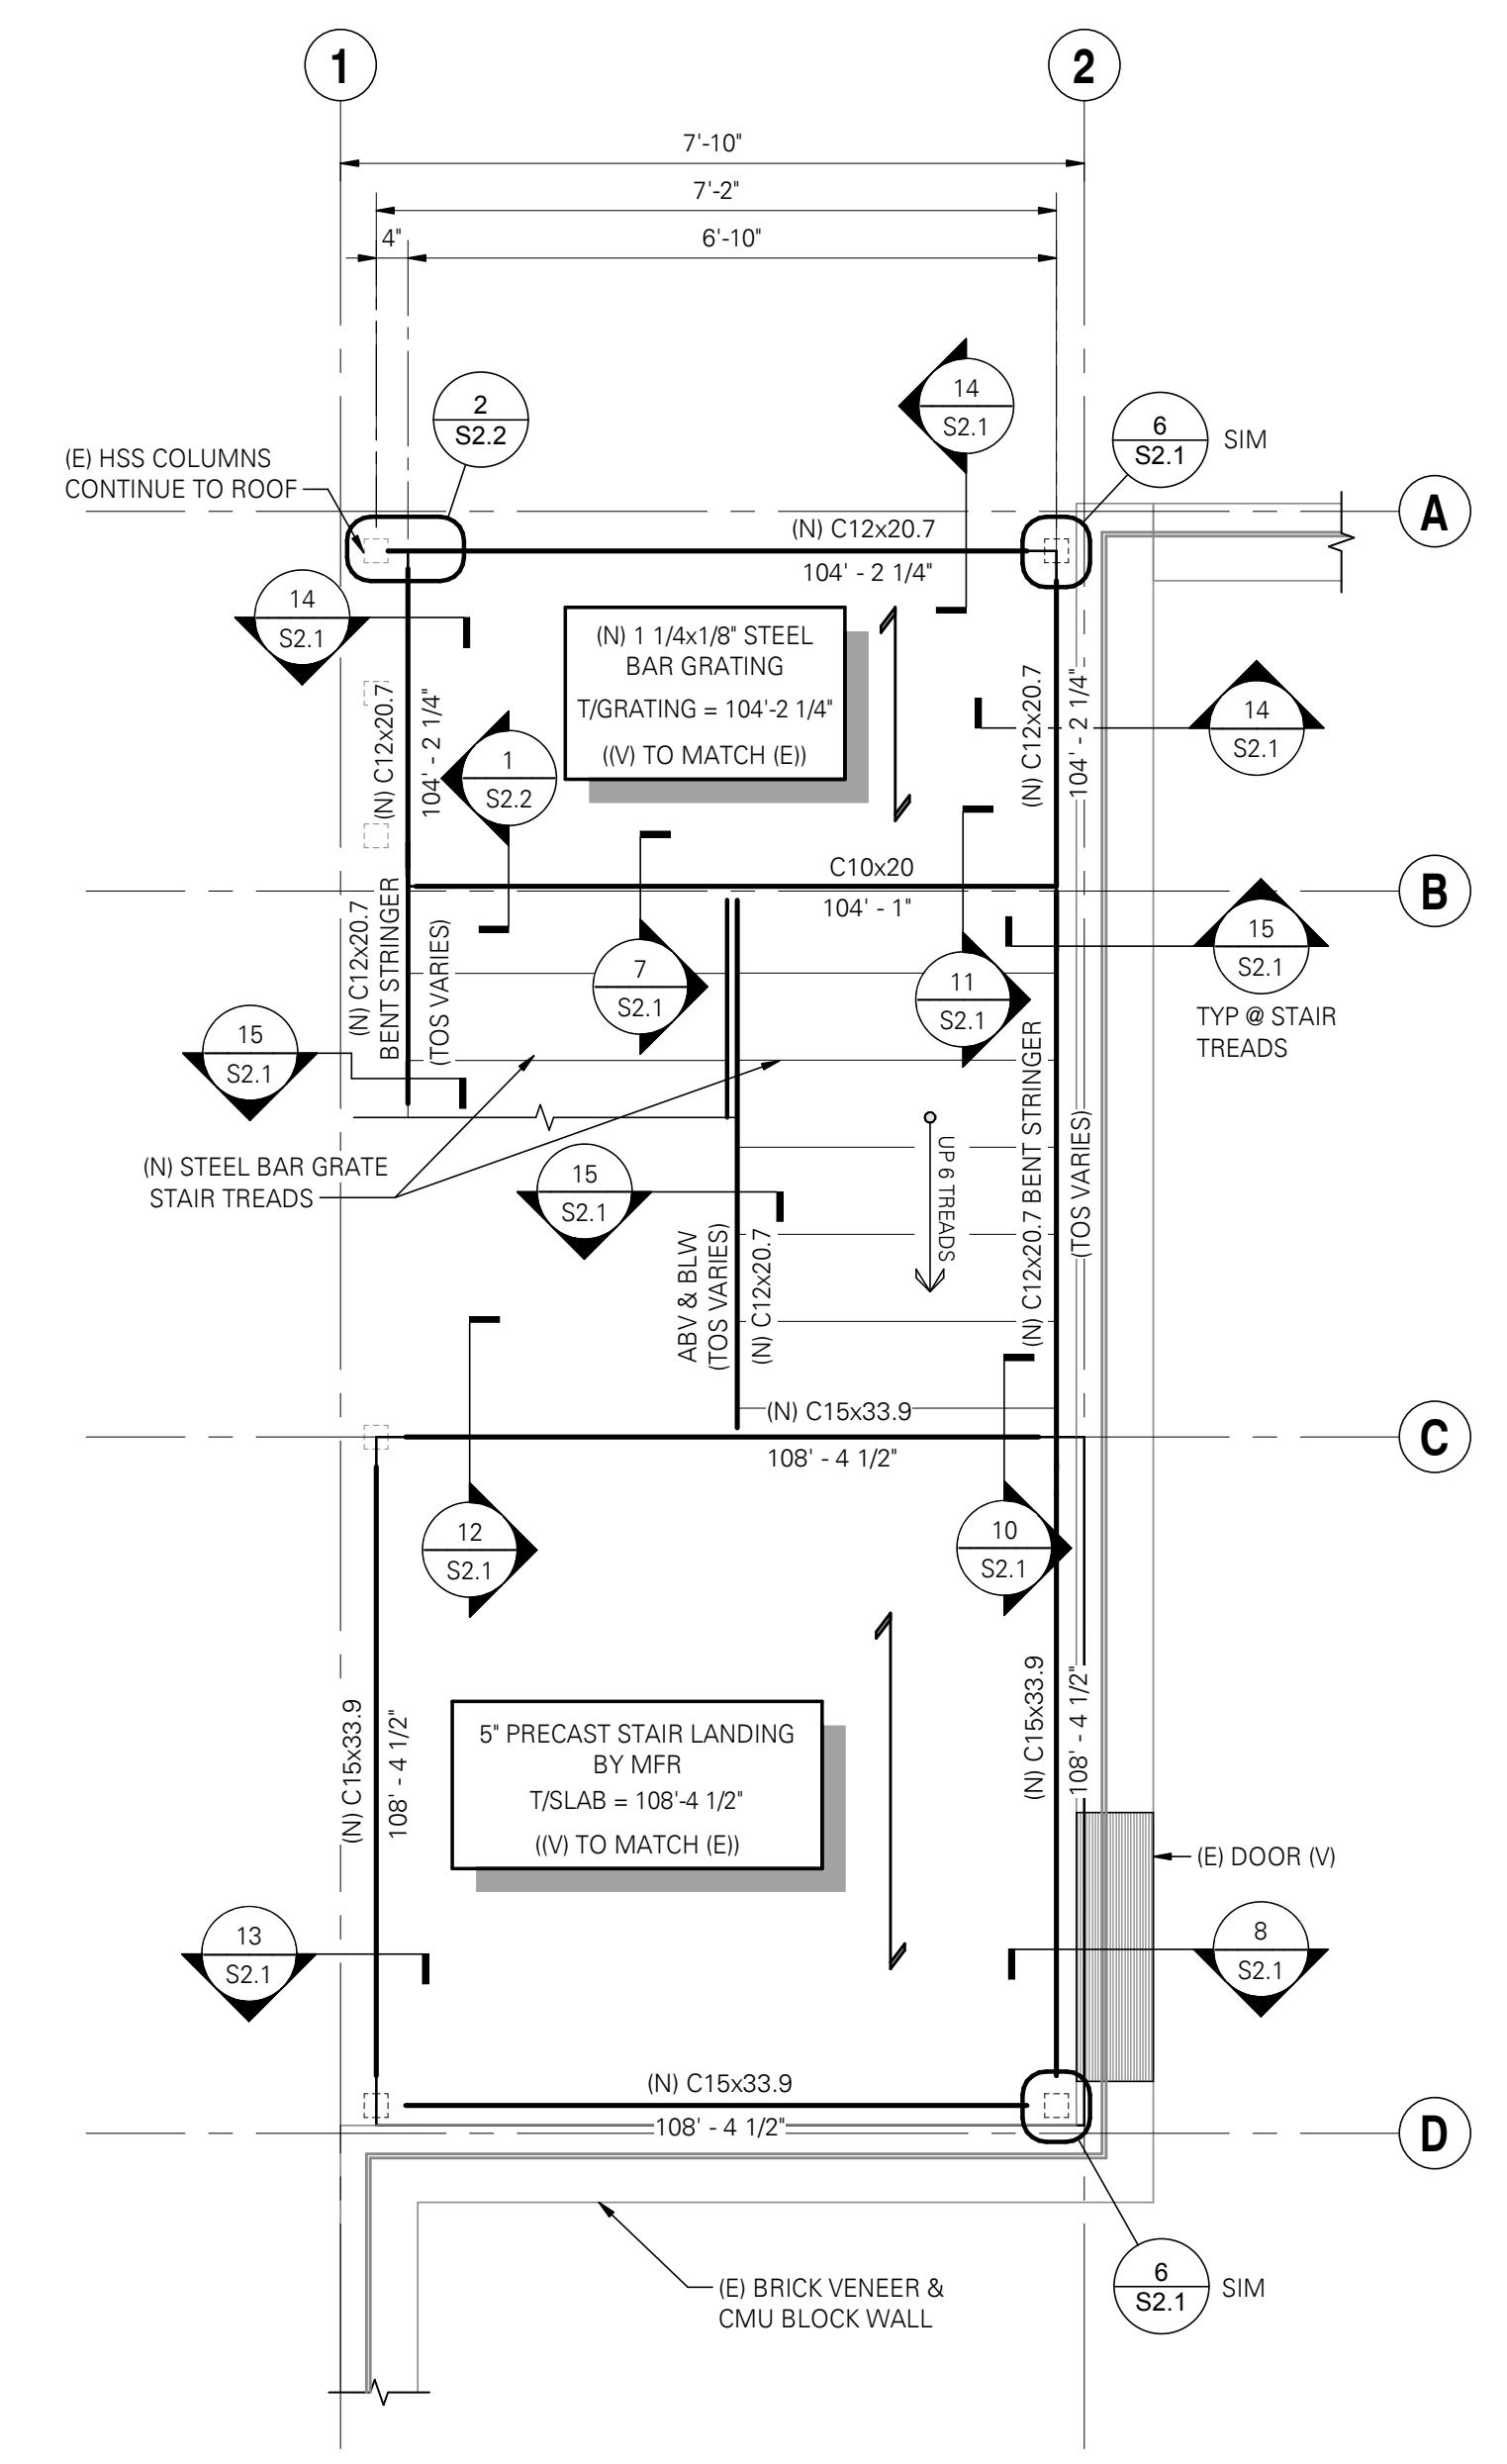 1
2
7'-10"
7'-2"
4"
6'-10"
2
S2.2
14
S2.1
6
S2.1
SIM
(E) HSS COLUMNS
CONTINUE TO ROOF
A
(N) C12x20.7
104' - 2 1/4"
14
S2.1
(N) 1 1/4x1/8" STEEL
BAR GRATING
T/GRATING = 104'-2 1/4"
((V) TO MATCH (E))
(N) C12x20.7
104' - 2 1/4"
(N) C12x20.7
104' - 2 1/4"
14
S2.1
1
S2.2
C10x20
104' - 1"
B
(N) C12x20.7
BENT STRINGER
(TOS VARIES)
7
S2.1
11
S2.1
15
S2.1
TYP @ STAIR
TREADS
15
S2.1
(N) STEEL BAR GRATE
STAIR TREADS
15
S2.1
UP 6 TREADS
(N) C12x20.7 BENT STRINGER
(TOS VARIES)
ABV & BLW
(TOS VARIES)
(N) C12x20.7
(N) C15x33.9
108' - 4 1/2"
C
12
S2.1
10
S2.1
(N) C15x33.9
108' - 4 1/2"
5" PRECAST STAIR LANDING
BY MFR
T/SLAB = 108'-4 1/2"
((V) TO MATCH (E))
(N) C15x33.9
108' - 4 1/2"
(E) DOOR (V)
13
S2.1
8
S2.1
(N) C15x33.9
108' - 4 1/2"
D
6
S2.1
SIM
(E) BRICK VENEER &
CMU BLOCK WALL